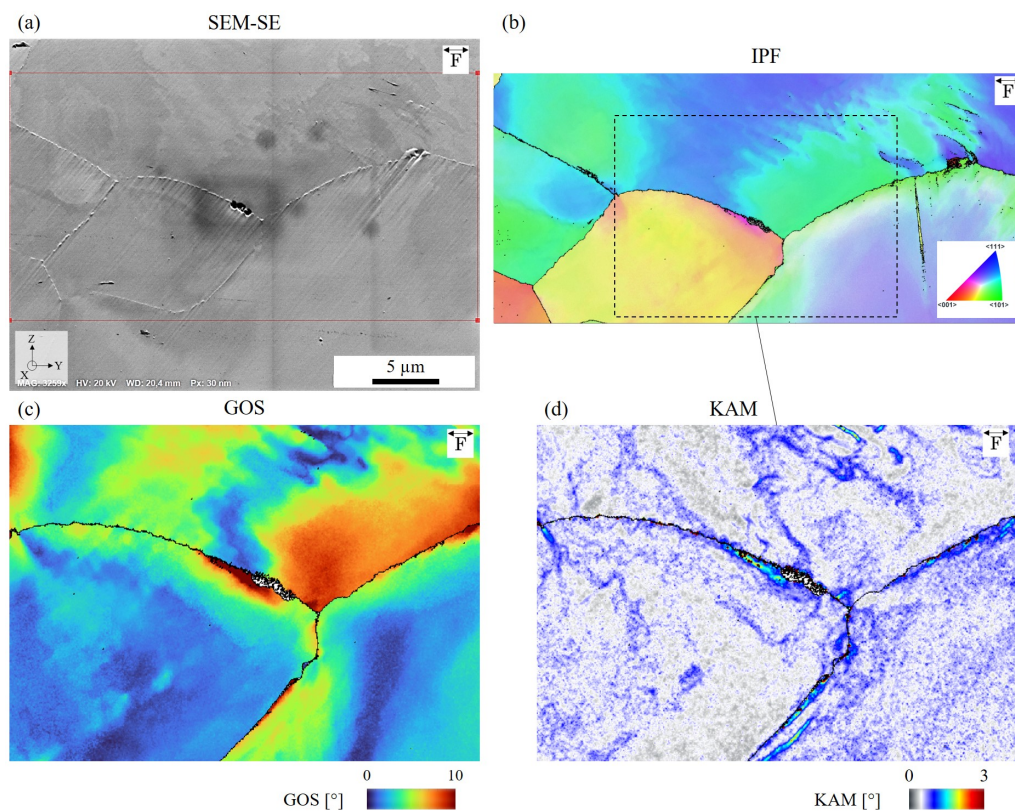 (a)
SEM-SE
F
Z
Y
X
5 µm
MAG: 3259x HV: 20 kV WD: 20,4 mm Px: 30 nm
(b)
IPF
F
<111>
<001>
<101>
(c)
GOS
F
0 10
GOS [°]
(d)
KAM
F
0 3
KAM [°]